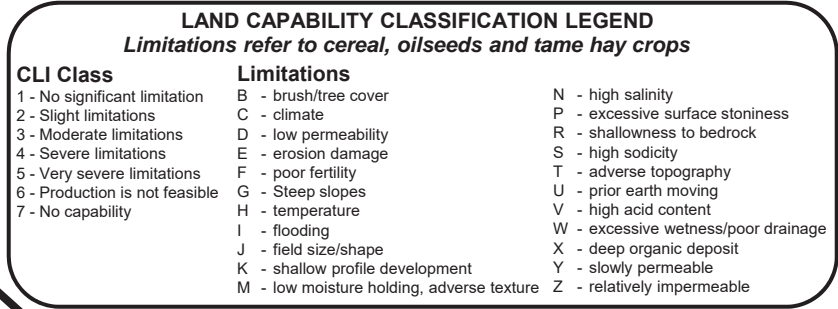 LAND CAPABILITY CLASSIFICATION LEGEND
Limitations refer to cereal, oilseeds and tame hay crops
CLI Class
1 - No significant limitation
2 - Slight limitations
3 - Moderate limitations
4 - Severe limitations
5 - Very severe limitations
6 - Production is not feasible
7 - No capability
Limitations
B - brush/tree cover
C - climate
D - low permeability
E - erosion damage
F - poor fertility
G - Steep slopes
H - temperature
I - flooding
J - field size/shape
K - shallow profile development
M - low moisture holding, adverse texture
N - high salinity
P - excessive surface stoniness
R - shallowness to bedrock
S - high sodicity
T - adverse topography
U - prior earth moving
V - high acid content
W - excessive wetness/poor drainage
X - deep organic deposit
Y - slowly permeable
Z - relatively impermeable